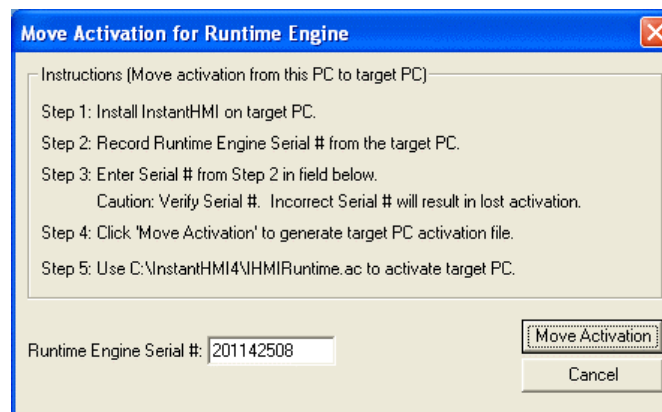 Move Activation for Runtime Engine
Instructions (Move activation from this PC to target PC)
Step 1: Install InstantHMI on target PC.
Step 2: Record Runtime Engine Serial # from the target PC.
Step 3: Enter Serial # from Step 2 in field below.
Caution: Verify Serial #.  Incorrect Serial # will result in lost activation.
Step 4: Click 'Move Activation' to generate target PC activation file.
Step 5: Use C:\InstantHMI4\IHMIRuntime.ac to activate target PC.
Runtime Engine Serial #: 201142508
Move Activation
Cancel